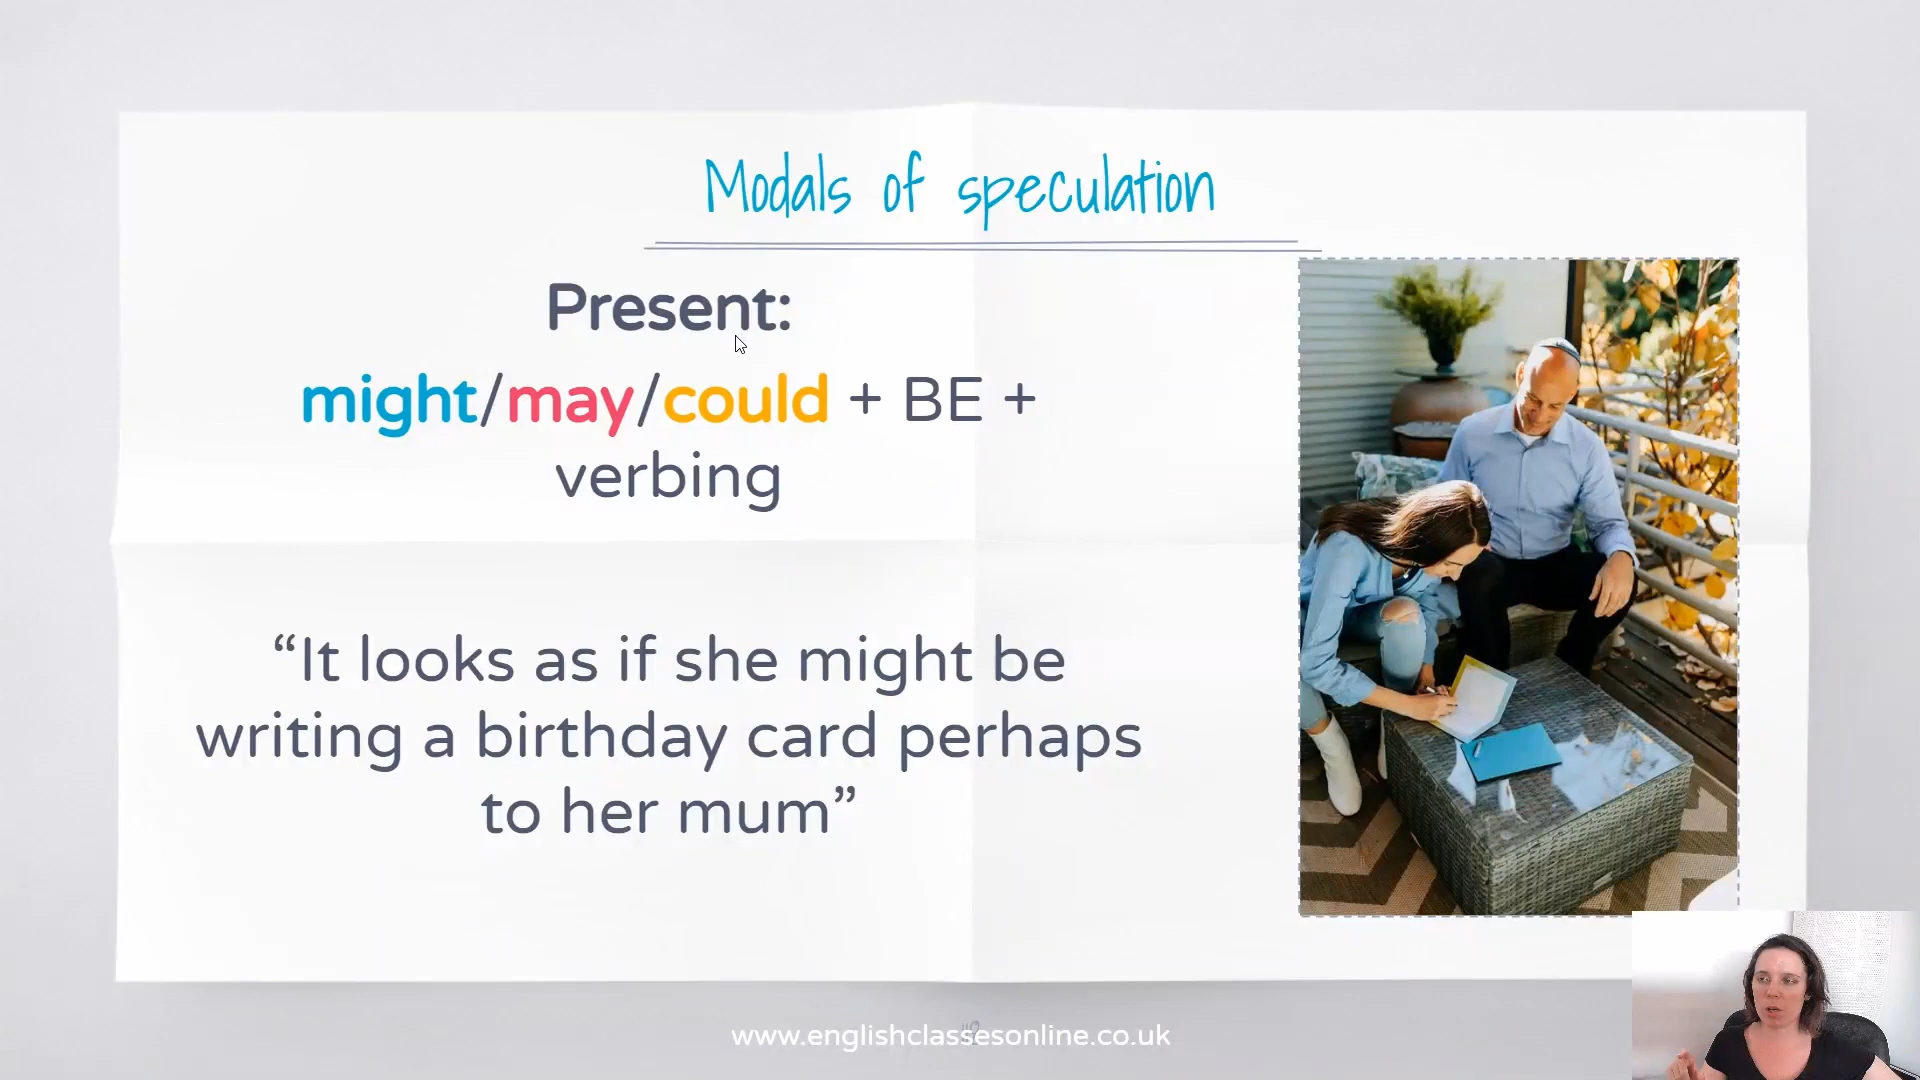 Modals of speculation
Present:
might/may/could + BE +
verbing
“It looks as if she might be
writing a birthday card perhaps
to her mum”
www.englishclassesonline.co.uk